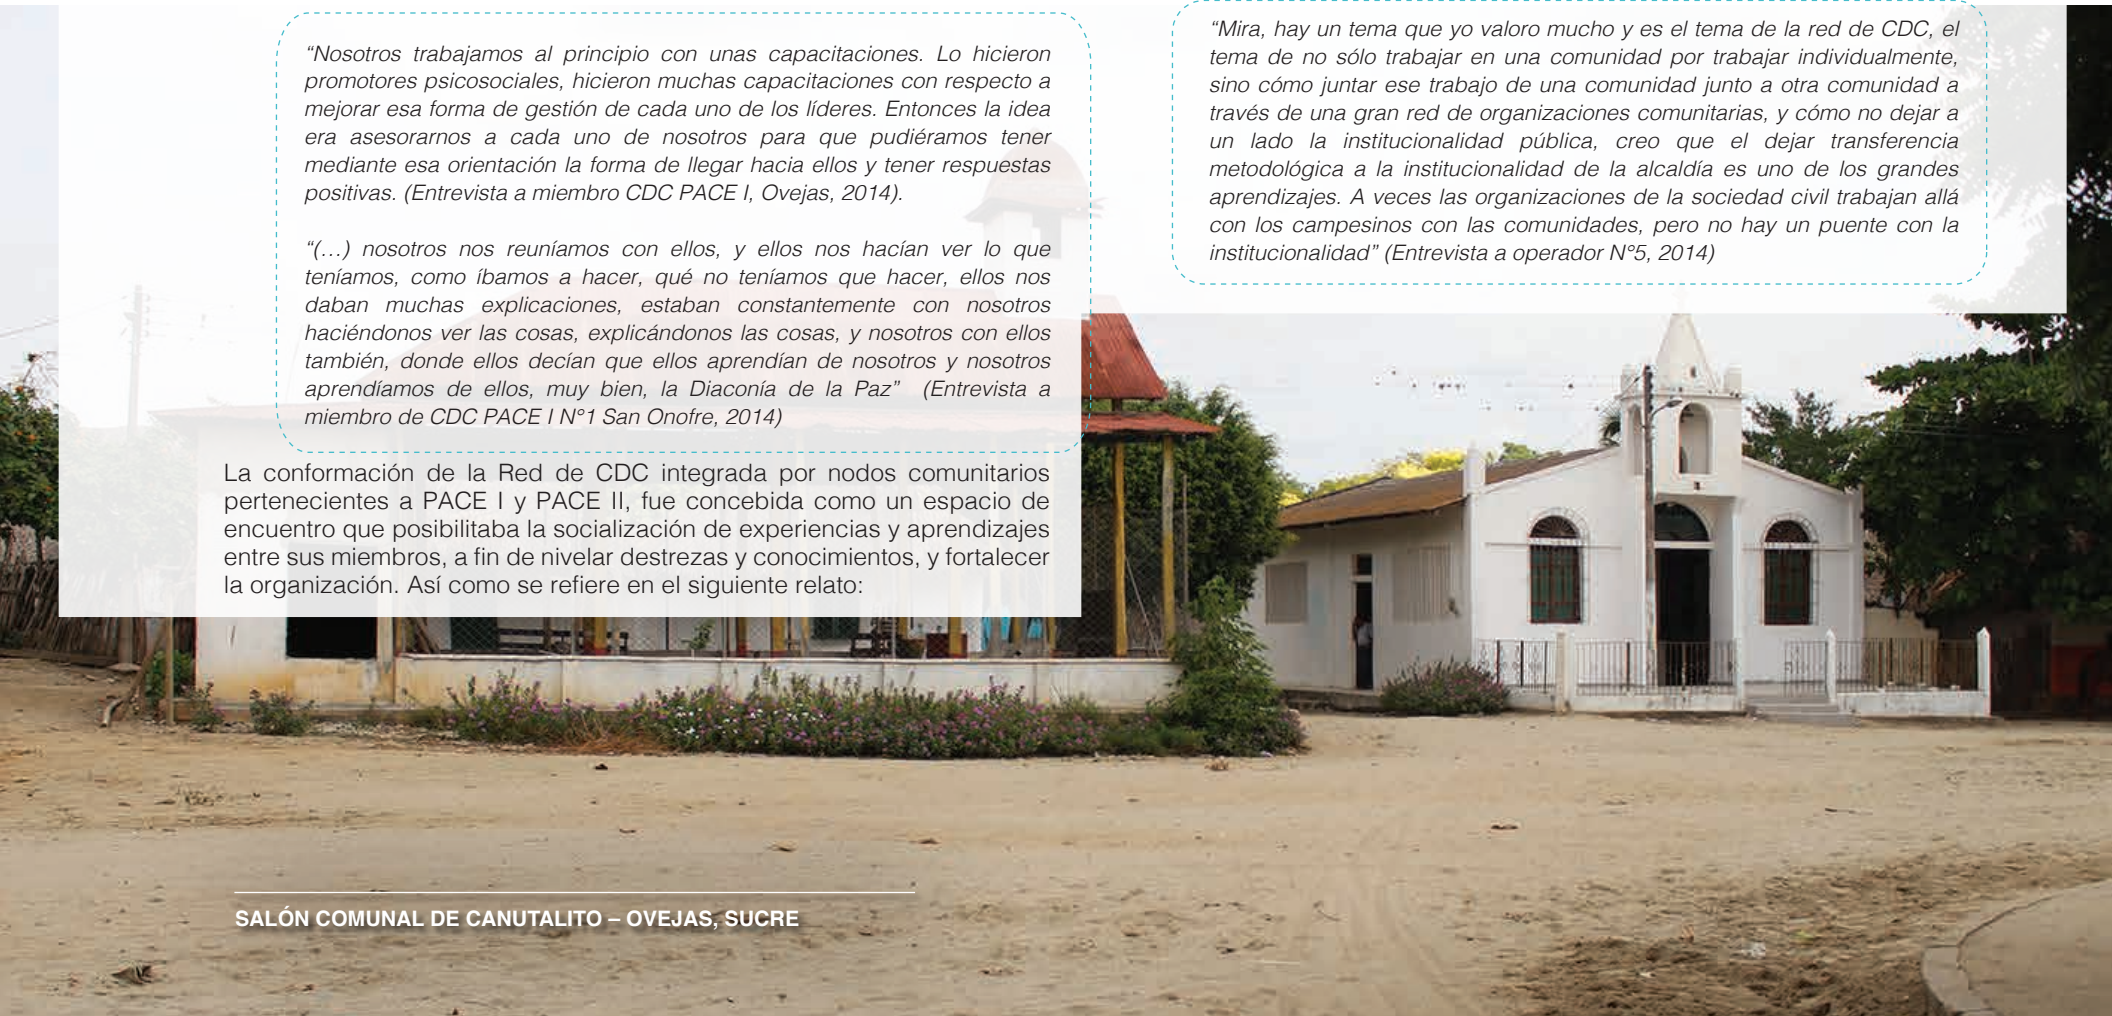 “Nosotros trabajamos al principio con unas capacitaciones. Lo hicieron
promotores psicosociales, hicieron muchas capacitaciones con respecto a
mejorar esa forma de gestión de cada uno de los líderes. Entonces la idea
era asesorarnos a cada uno de nosotros para que pudiéramos tener
mediante esa orientación la forma de llegar hacia ellos y tener respuestas
positivas. (Entrevista a miembro CDC PACE I, Ovejas, 2014).
“(…) nosotros nos reuníamos con ellos, y ellos nos hacían ver lo que
teníamos, como íbamos a hacer, qué no teníamos que hacer, ellos nos
daban muchas explicaciones, estaban constantemente con nosotros
haciéndonos ver las cosas, explicándonos las cosas, y nosotros con ellos
también, donde ellos decían que ellos aprendían de nosotros y nosotros
aprendíamos de ellos, muy bien, la Diaconía de la Paz” (Entrevista a
miembro de CDC PACE I N°1 San Onofre, 2014)
La conformación de la Red de CDC integrada por nodos comunitarios
pertenecientes a PACE I y PACE II, fue concebida como un espacio de
encuentro que posibilitaba la socialización de experiencias y aprendizajes
entre sus miembros, a fin de nivelar destrezas y conocimientos, y fortalecer
la organización. Así como se refiere en el siguiente relato:
“Mira, hay un tema que yo valoro mucho y es el tema de la red de CDC, el
tema de no sólo trabajar en una comunidad por trabajar individualmente,
sino cómo juntar ese trabajo de una comunidad junto a otra comunidad a
través de una gran red de organizaciones comunitarias, y cómo no dejar a
un lado la institucionalidad pública, creo que el dejar transferencia
metodológica a la institucionalidad de la alcaldía es uno de los grandes
aprendizajes. A veces las organizaciones de la sociedad civil trabajan allá
con los campesinos con las comunidades, pero no hay un puente con la
institucionalidad” (Entrevista a operador N°5, 2014)
SALÓN COMUNAL DE CANUTALITO – OVEJAS, SUCRE